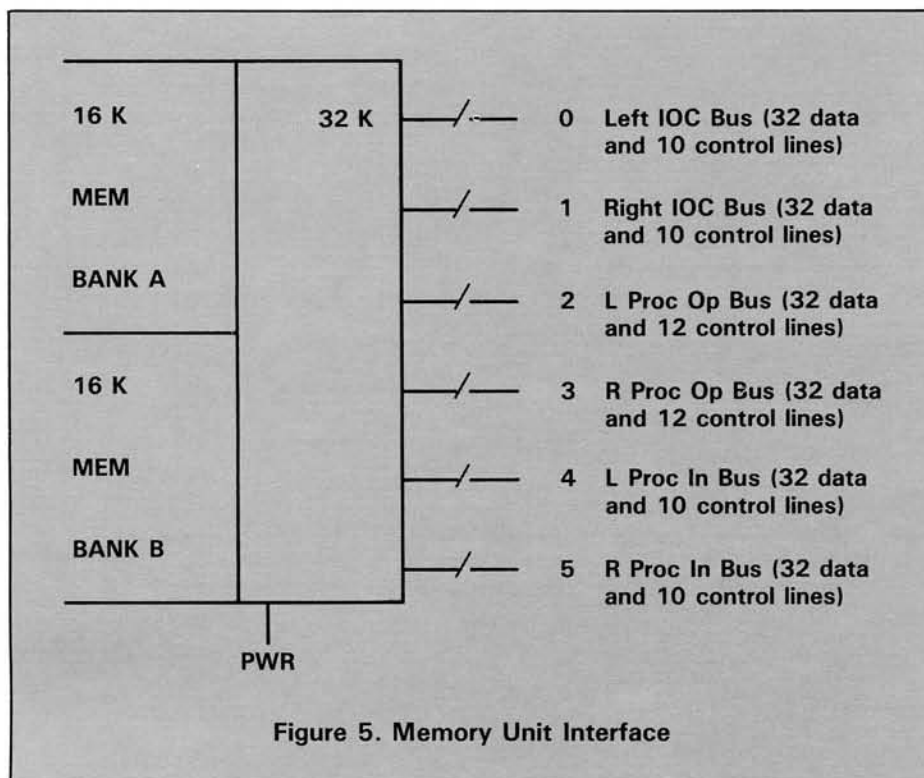 16 K
32 K
MEM
BANK A
16 K
MEM
BANK B
0 Left IOC Bus (32 data
and 10 control lines)
1 Right IOC Bus (32 data
and 10 control lines)
2 L Proc Op Bus (32 data
and 12 control lines)
3 R Proc Op Bus (32 data
and 12 control lines)
4 L Proc In Bus (32 data
and 10 control lines)
5 R Proc In Bus (32 data
and 10 control lines)
PWR
Figure 5. Memory Unit Interface